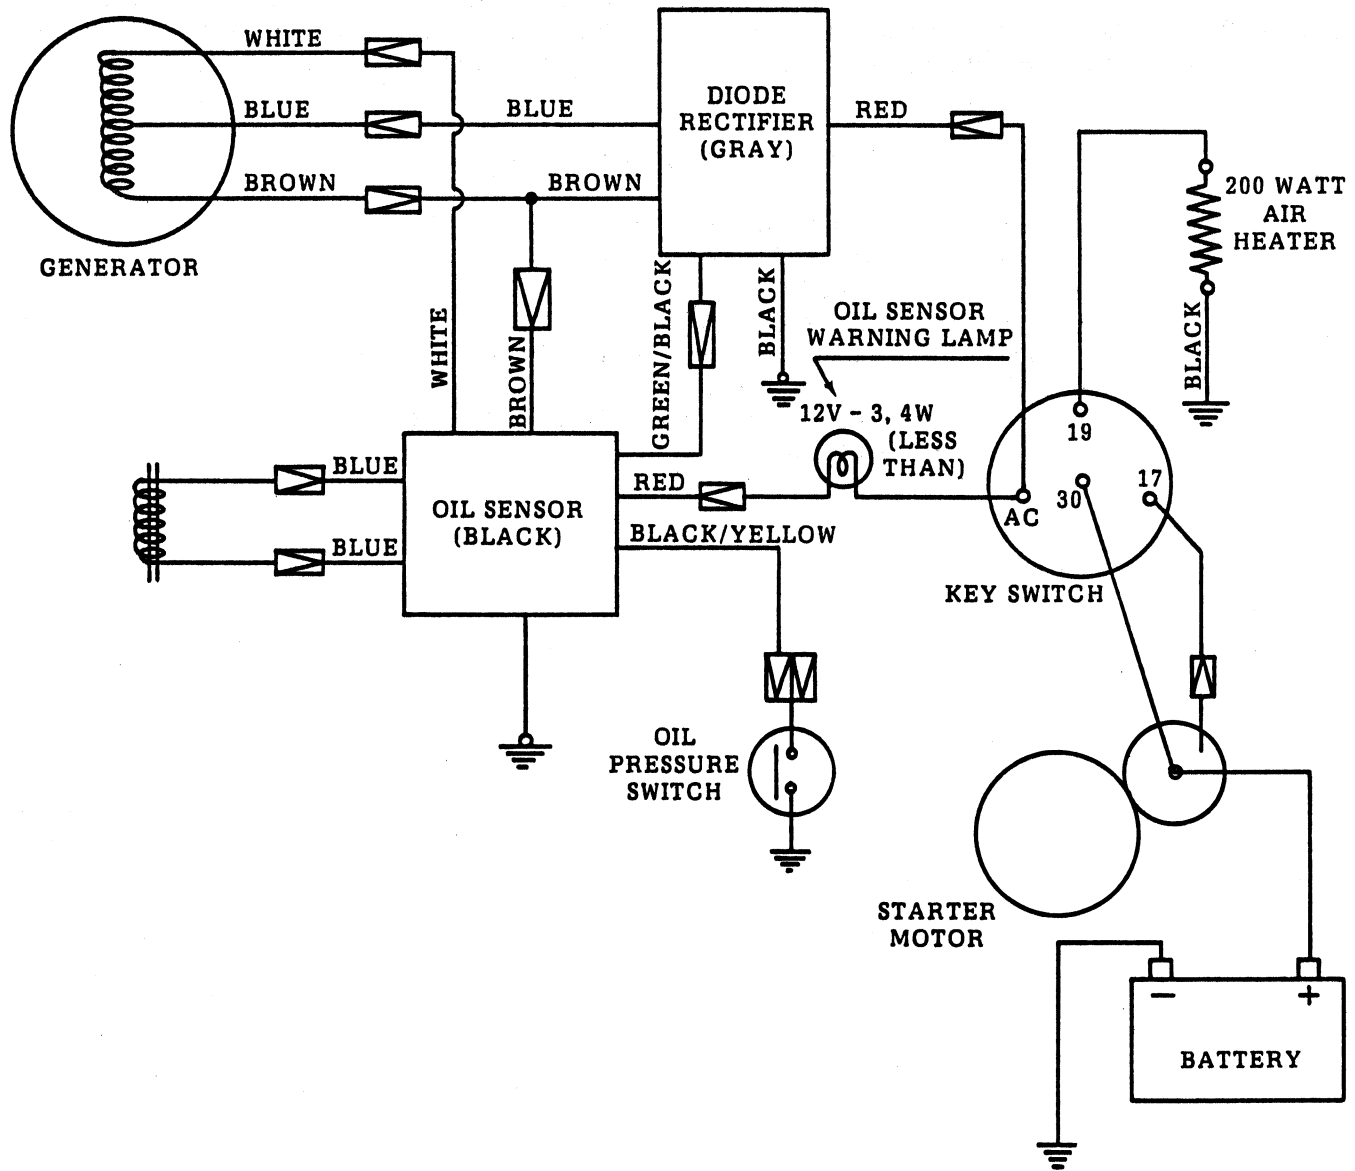 WHITE
BLUE
BROWN
GENERATOR
BLUE
BROWN
DIODE
RECTIFIER
(GRAY)
RED
200 WATT
AIR
HEATER
BLACK
WHITE
BROWN
GREEN/BLACK
BLACK
OIL SENSOR
WARNING LAMP
12V - 3, 4W
(LESS
THAN)
BLUE
BLUE
OIL SENSOR
(BLACK)
RED
BLACK/YELLOW
19
30
17
AC
KEY SWITCH
OIL
PRESSURE
SWITCH
STARTER
MOTOR
− +
BATTERY